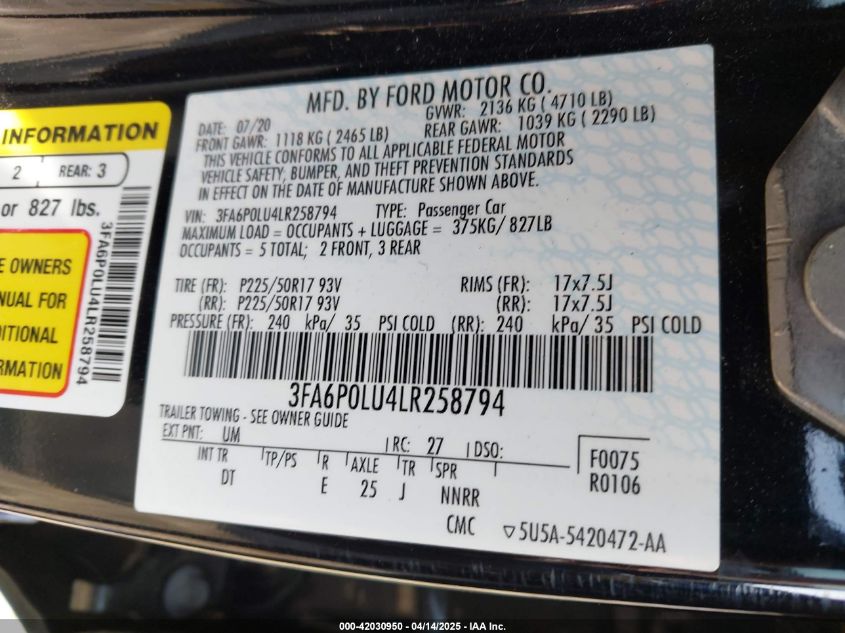 INFORMATION
2 REAR: 3
or 827 lbs.
E OWNERS
NUAL FOR
DITIONAL
RMATION
3FA6P0LU4LR258794
MFD. BY FORD MOTOR CO.
DATE: 07/20 GVWR: 2136 KG ( 4710 LB)
FRONT GAWR: 1118 KG ( 2465 LB) REAR GAWR: 1039 KG ( 2290 LB)
THIS VEHICLE CONFORMS TO ALL APPLICABLE FEDERAL MOTOR
VEHICLE SAFETY, BUMPER, AND THEFT PREVENTION STANDARDS
IN EFFECT ON THE DATE OF MANUFACTURE SHOWN ABOVE.
VIN: 3FA6P0LU4LR258794 TYPE: Passenger Car
MAXIMUM LOAD = OCCUPANTS + LUGGAGE = 375KG/ 827LB
OCCUPANTS = 5 TOTAL; 2 FRONT, 3 REAR
TIRE (FR): P225/50R17 93V RIMS (FR): 17x7.5J
(RR): P225/50R17 93V (RR): 17x7.5J
PRESSURE (FR): 240 kPa/ 35 PSI COLD (RR): 240 kPa/ 35 PSI COLD
3FA6P0LU4LR258794
TRAILER TOWING - SEE OWNER GUIDE
EXT PNT: UM RC: 27 DSO: F0075
INT TR TP/PS R AXLE TR SPR R0106
DT E 25 J NNRR
CMC ▽5U5A-5420472-AA
000-42030950 - 04/14/2025 - IAA Inc.